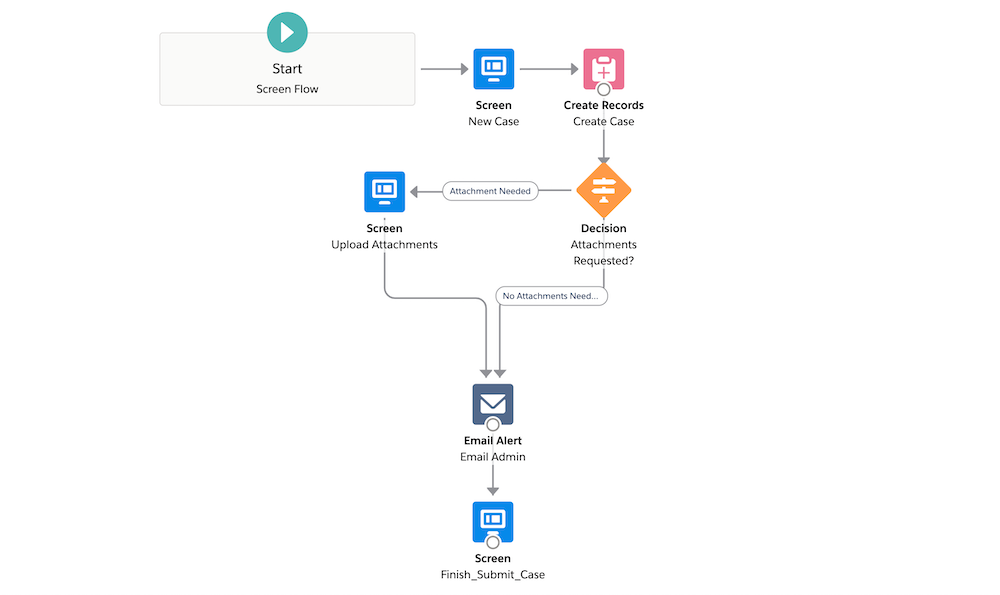 Start
Screen Flow
Screen
New Case
Create Records
Create Case
Attachment Needed
Screen
Upload Attachments
Decision
Attachments
Requested?
No Attachments Need...
Email Alert
Email Admin
Screen
Finish_Submit_Case